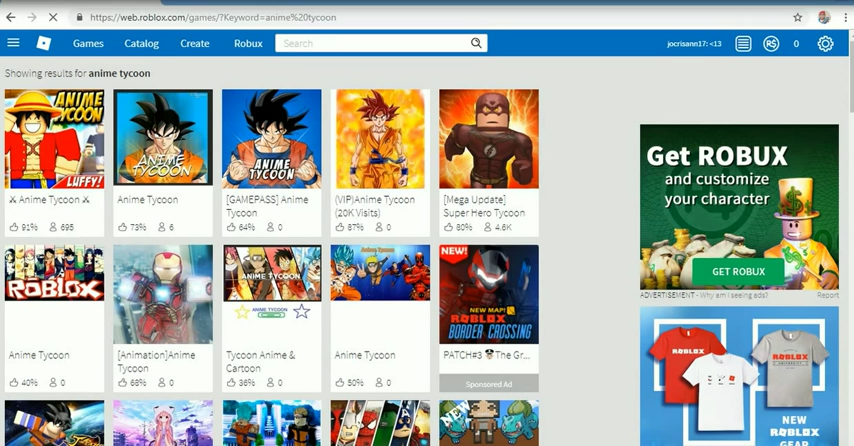 https://web.roblox.com/games/?Keyword=anime%20tycoon
Games
Catalog
Create
Robux
Search
jocrisann17: <13
0
Showing results for anime tycoon
ANIME TYCOON
LUFFY!
ANIME TYCOON
ANIME TYCOON
⚔ Anime Tycoon ⚔
Anime Tycoon
[GAMEPASS] Anime Tycoon
(VIP)Anime Tycoon (20K Visits)
[Mega Update] Super Hero Tycoon
91% 695
73% 6
64% 0
87% 0
80% 4.6K
ROBLOX
ANIME TYCOON
ANIME TYCOON
Anime Tycoon
NEW!
NEW MAP!
ROBLOX
BORDER CROSSING
Anime Tycoon
[Animation]Anime Tycoon
Tycoon Anime & Cartoon
Anime Tycoon
PATCH#3 👮The Gr...
40% 0
68% 0
36% 0
50% 0
Sponsored Ad
NEW
Get ROBUX
and customize
your character
GET ROBUX
ADVERTISEMENT - Why am I seeing ads?
Report
ROBLOX
ROBLOX
NEW
ROBLOX
GEAR